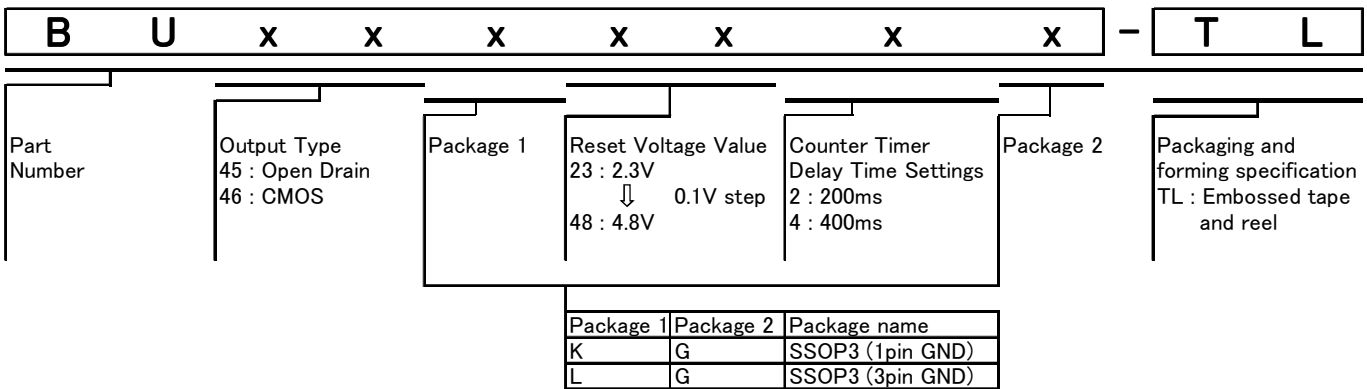 B U x x x x x x x - T L
Part Number
Output Type
45 : Open Drain
46 : CMOS
Package 1
Reset Voltage Value
23 : 2.3V
⇩ 0.1V step
48 : 4.8V
Counter Timer
Delay Time Settings
2 : 200ms
4 : 400ms
Package 2
Packaging and
forming specification
TL : Embossed tape
and reel
Package 1 Package 2 Package name
K G SSOP3 (1pin GND)
L G SSOP3 (3pin GND)